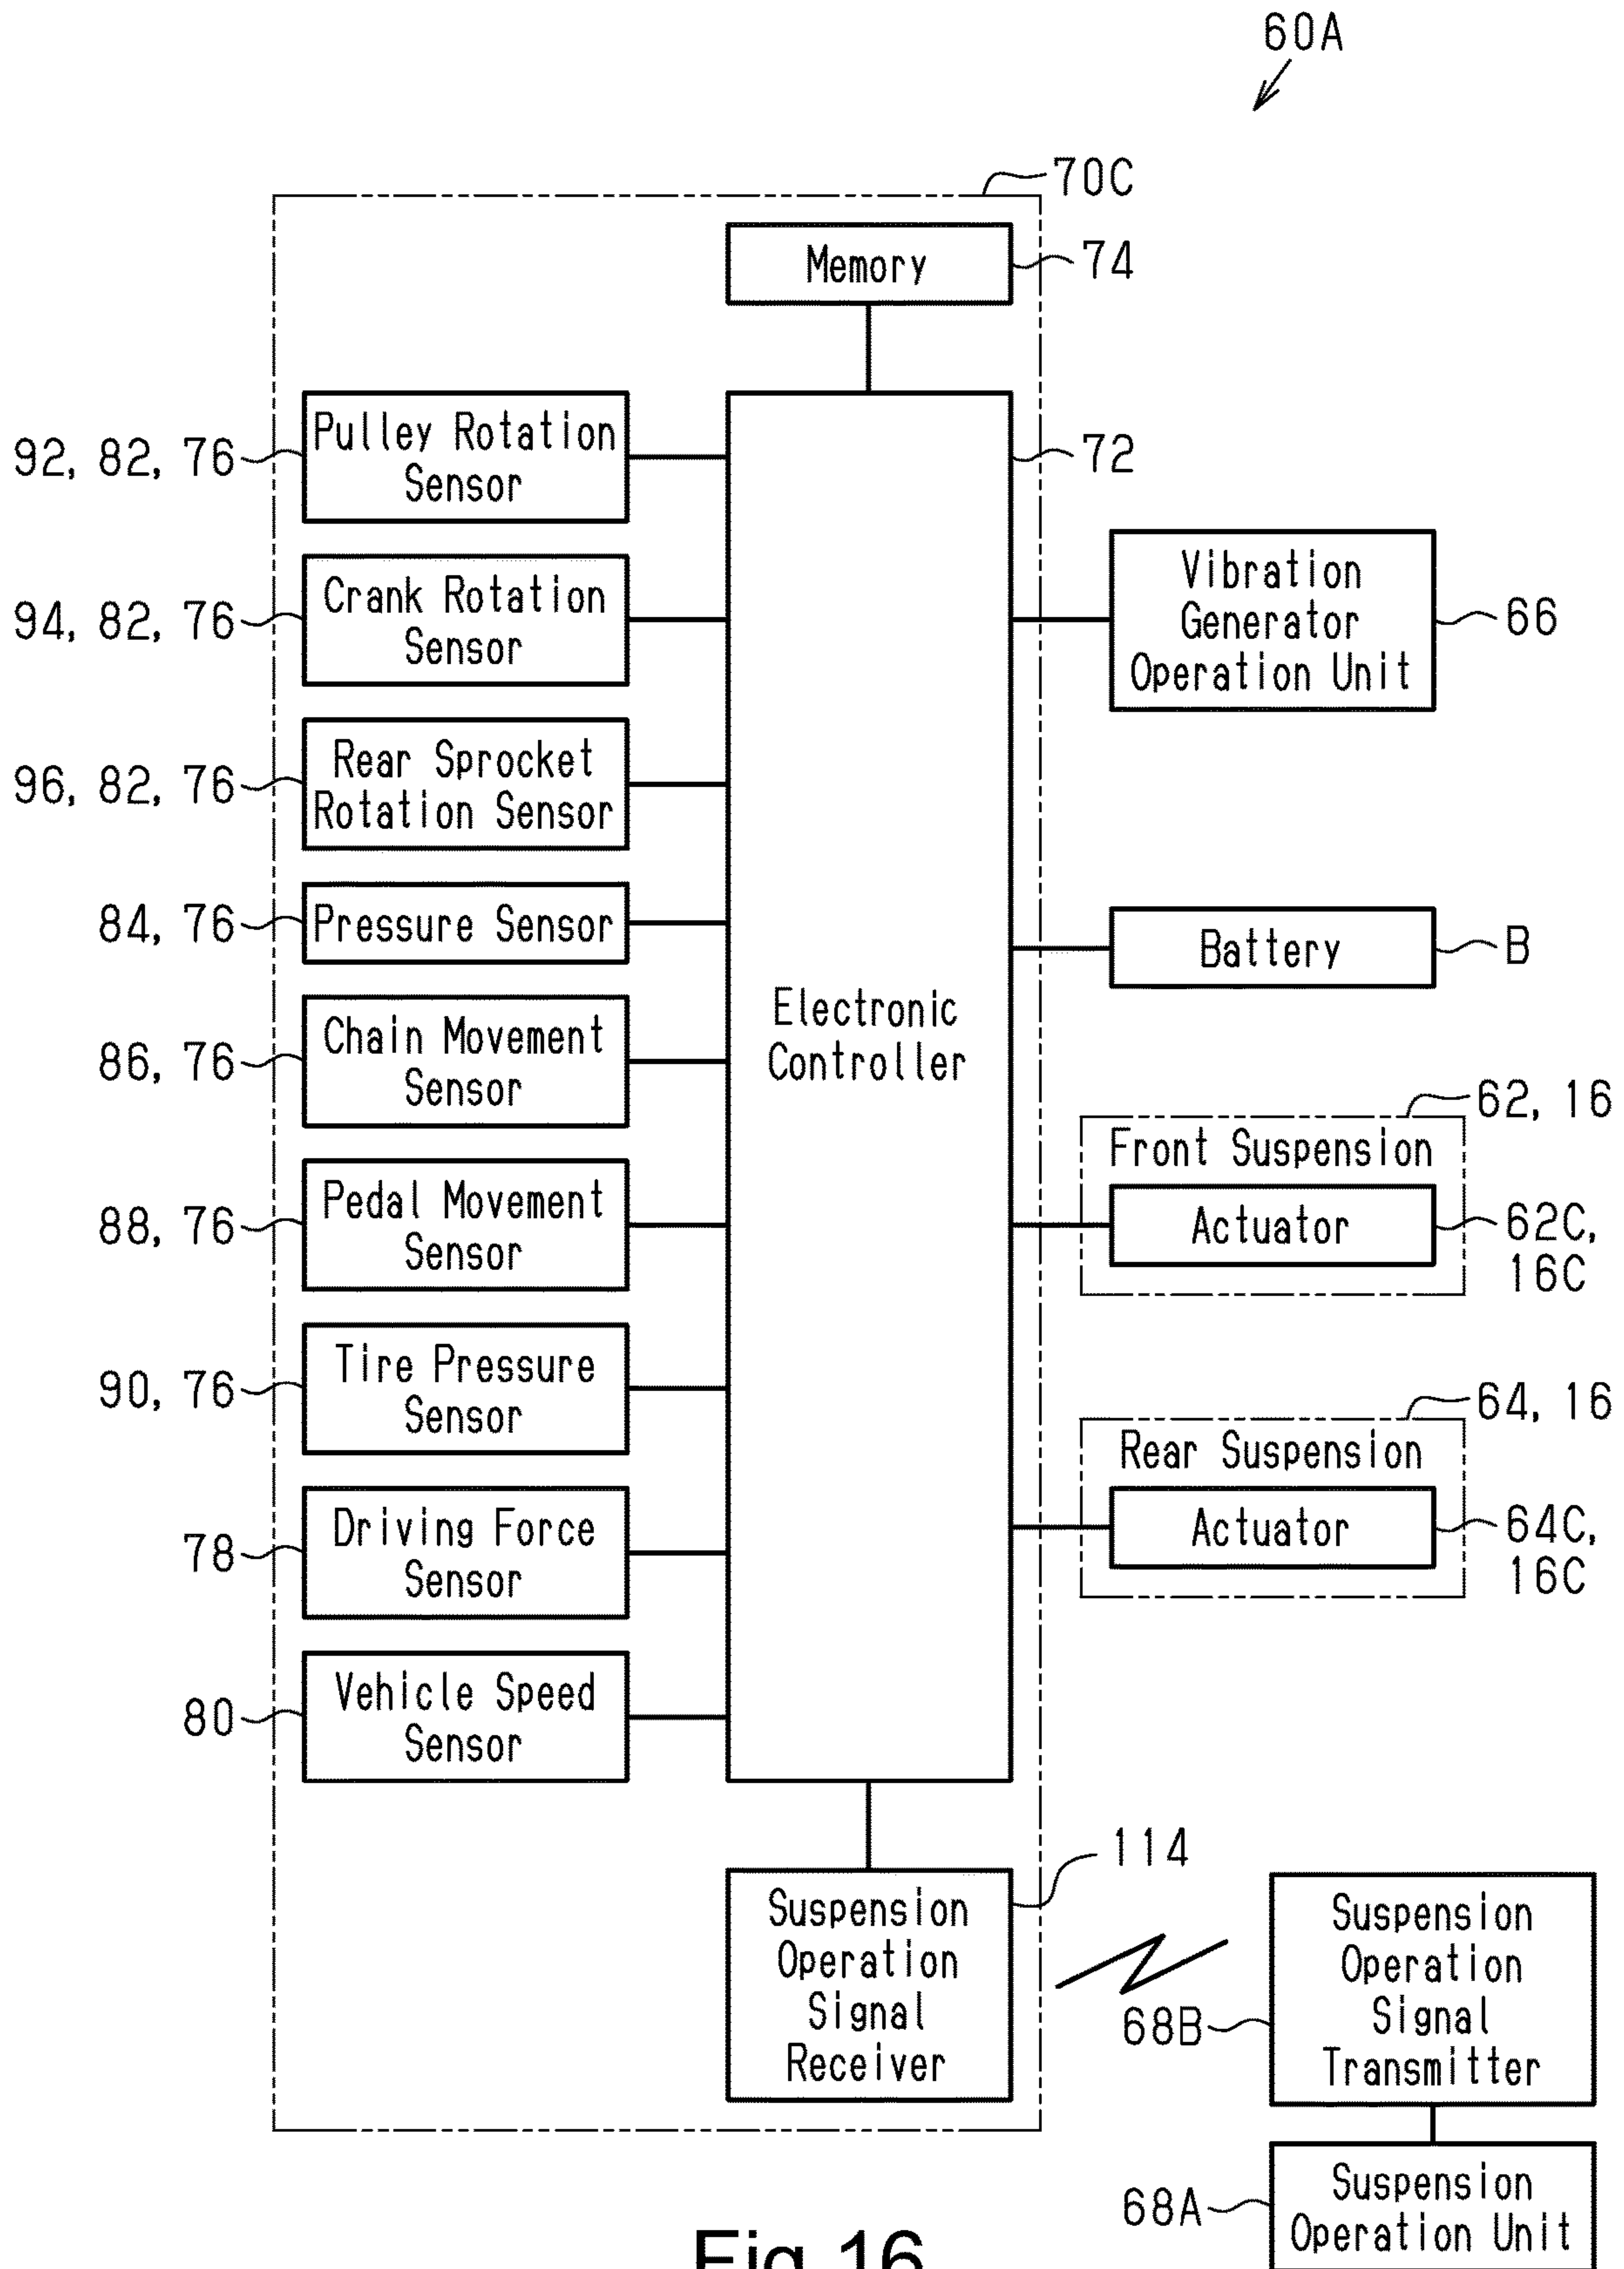 60A
70C
Memory
74
Pulley Rotation
Sensor
92, 82, 76
72
Crank Rotation
Sensor
94, 82, 76
Vibration
Generator
Operation Unit
66
Rear Sprocket
Rotation Sensor
96, 82, 76
Pressure Sensor
84, 76
Battery
B
Electronic
Controller
Chain Movement
Sensor
86, 76
62, 16
Front Suspension
Actuator
62C,
16C
Pedal Movement
Sensor
88, 76
Tire Pressure
Sensor
90, 76
64, 16
Rear Suspension
Actuator
64C,
16C
Driving Force
Sensor
78
Vehicle Speed
Sensor
80
114
Suspension
Operation
Signal
Receiver
Suspension
Operation
Signal
Transmitter
68B
68A
Suspension
Operation Unit
Fig.16